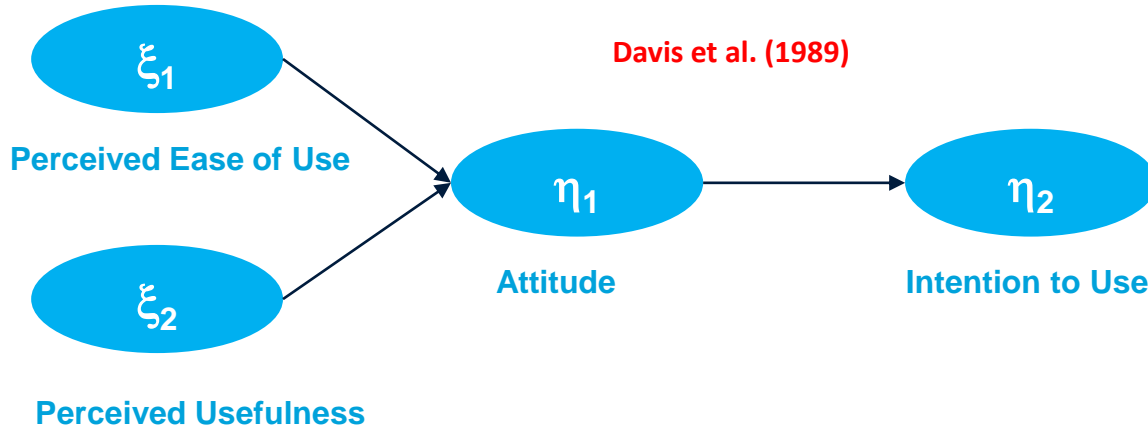 ξ1
Davis et al. (1989)
Perceived Ease of Use
η1
η2
Attitude
Intention to Use
ξ2
Perceived Usefulness